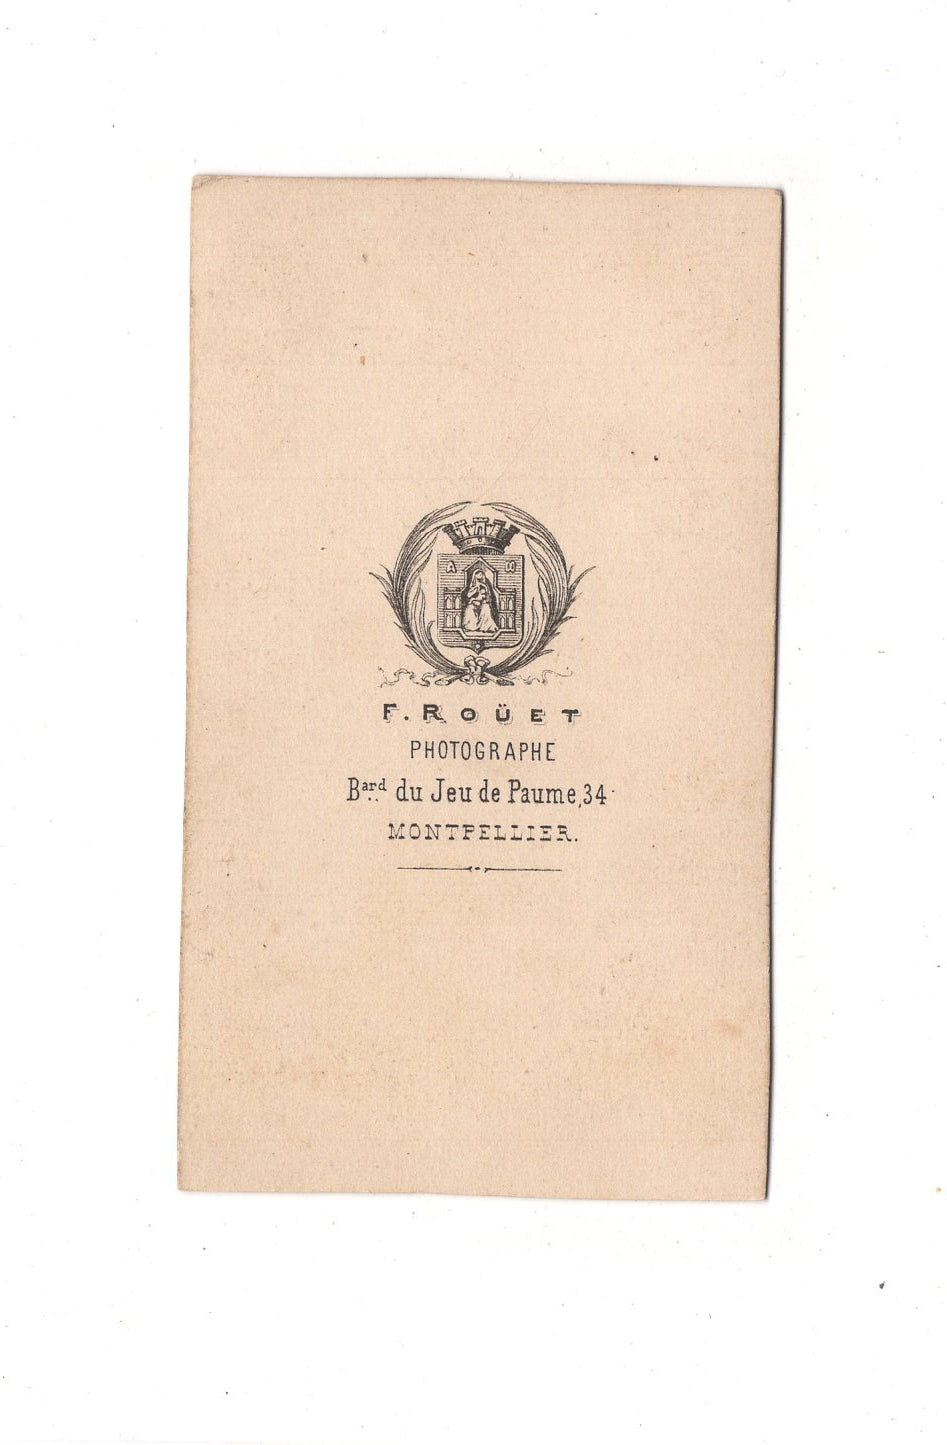 A M
F. ROÜET
PHOTOGRAPHE
Bard du Jeu de Paume, 34
MONTPELLIER.